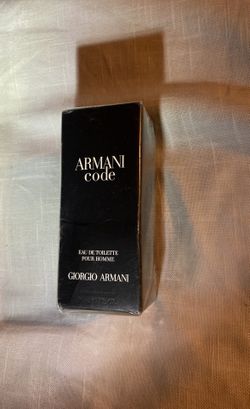 ARMANI
code
EAU DE TOILETTE
POUR HOMME
GIORGIO ARMANI